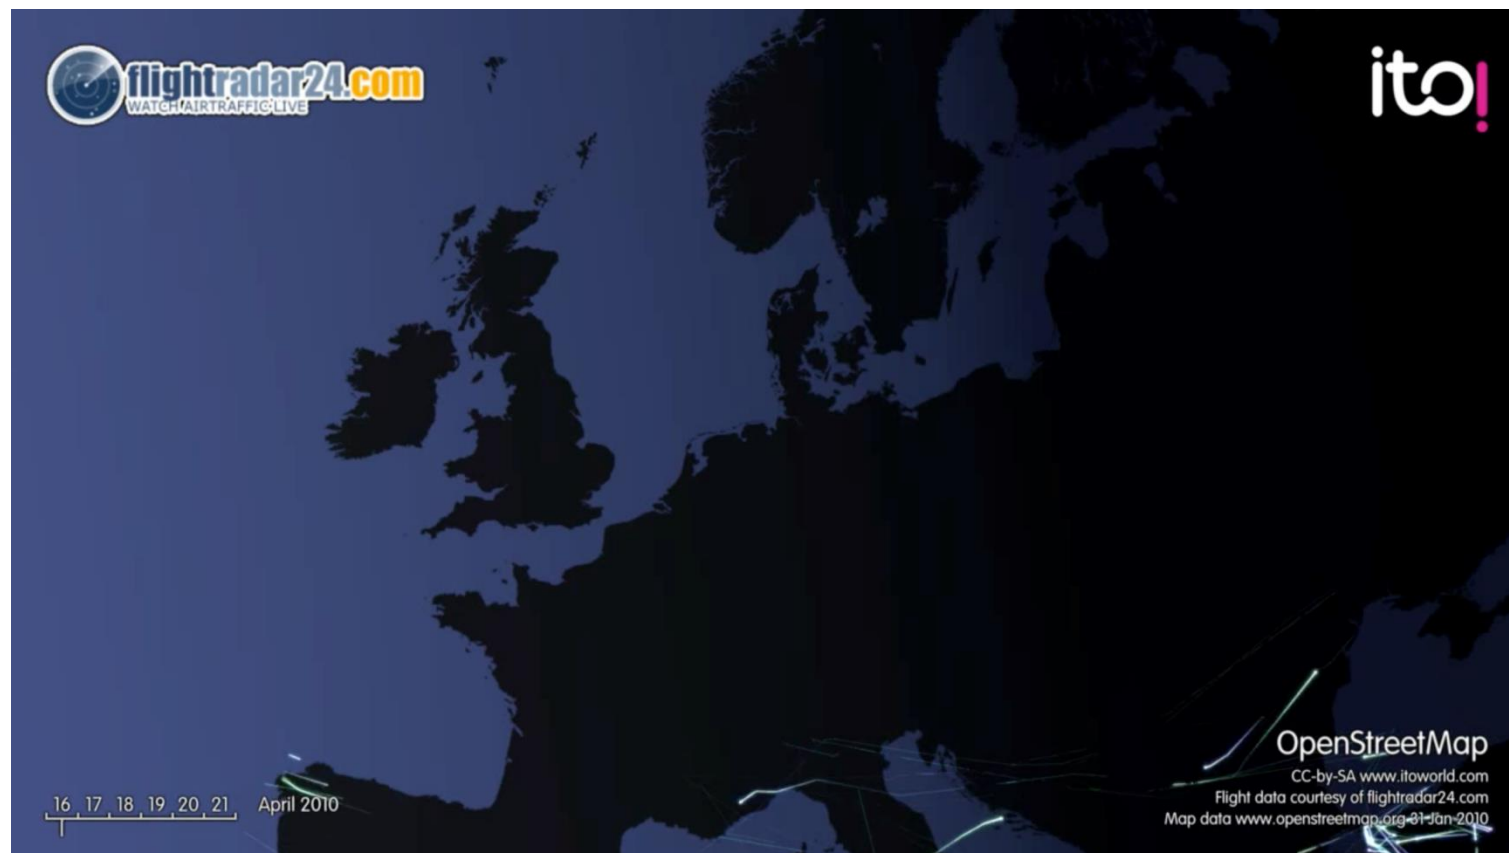 flightradar24.com
WATCH AIRTRAFFIC LIVE
ito!
OpenStreetMap
CC-by-SA www.itoworld.com
Flight data courtesy of flightradar24.com
Map data www.openstreetmap.org 31-Jan-2010
16 17 18 19 20 21 April 2010